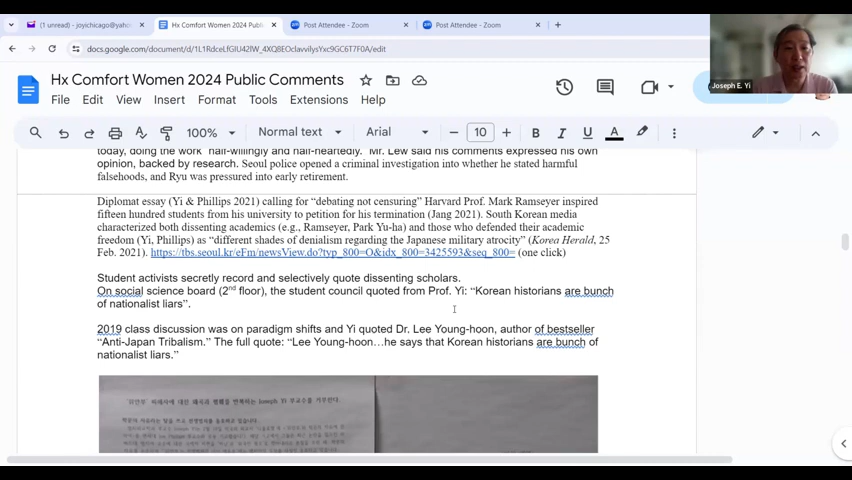 (1 unread) - joyichicago@yaho
Hx Comfort Women 2024 Publ
Post Attendee - Zoom
Post Attendee - Zoom
Hx Comfort Women 2024 Public Comments
File Edit View Insert Format Tools Extensions Help
100% Normal text Arial 10 B I U A
today, doing the work "half-willingly and half-heartedly." Mr. Lew said his comments expressed his own
opinion, backed by research. Seoul police opened a criminal investigation into whether he stated harmful
falsehoods, and Ryu was pressured into early retirement.
Diplomat essay (Yi & Phillips 2021) calling for "debating not censuring" Harvard Prof. Mark Ramseyer inspired
fifteen hundred students from his university to petition for his termination (Jang 2021). South Korean media
characterized both dissenting academics (e.g., Ramseyer, Park Yu-ha) and those who defended their academic
freedom (Yi, Phillips) as "different shades of denialism regarding the Japanese military atrocity" (Korea Herald, 25
Feb. 2021). https://tbs.seoul.kr/eFm/newsView.do?typ_800=O&idx_800=3425593&seq_800= (one click)
Student activists secretly record and selectively quote dissenting scholars.
On social science board (2nd floor), the student council quoted from Prof. Yi: "Korean historians are bunch
of nationalist liars".
2019 class discussion was on paradigm shifts and Yi quoted Dr. Lee Young-hoon, author of bestseller
"Anti-Japan Tribalism." The full quote: "Lee Young-hoon…he says that Korean historians are bunch of
nationalist liars."
Joseph E. Yi